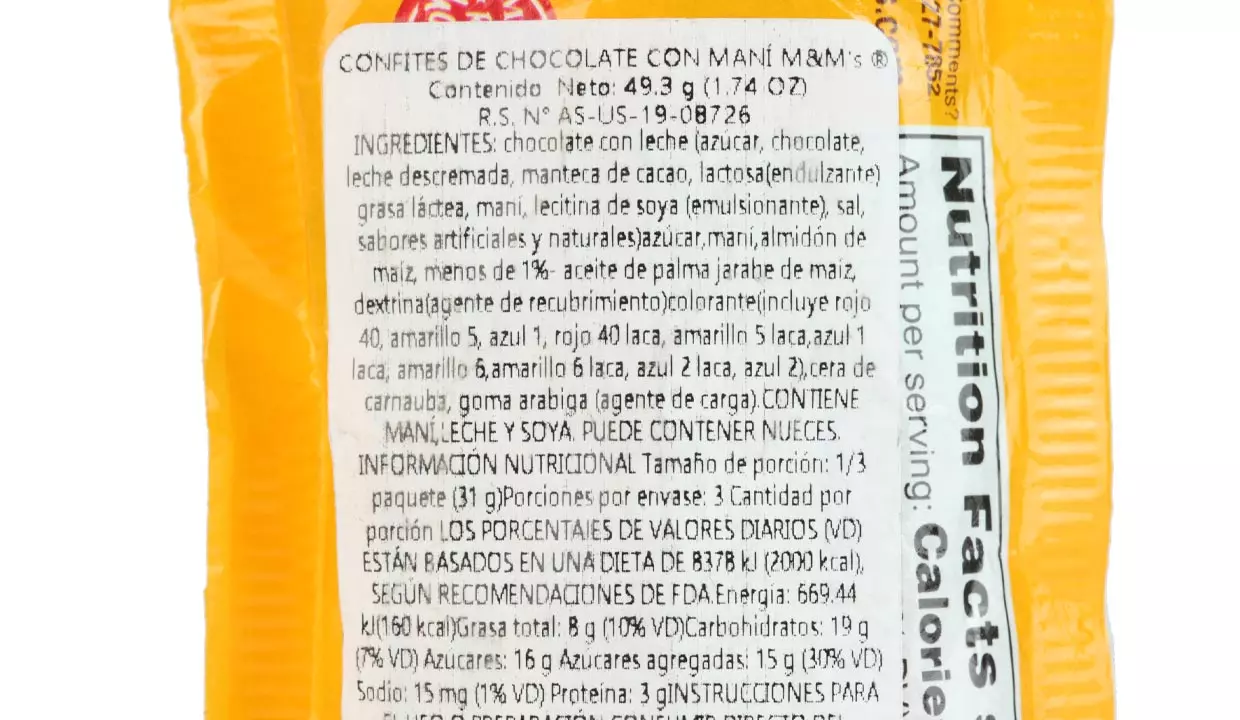 CONFITES DE CHOCOLATE CON MANÍ M&M's ®
Contenido Neto: 49.3 g (1.74 OZ)
R.S. N° AS-US-19-08726
INGREDIENTES: chocolate con leche (azúcar, chocolate,
leche descremada, manteca de cacao, lactosa(endulzante)
grasa láctea, maní, lecitina de soya (emulsionante), sal,
sabores artificiales y naturales)azúcar,maní,almidón de
maíz, menos de 1%- aceite de palma jarabe de maíz,
dextrina(agente de recubrimiento)colorante(incluye rojo
40, amarillo 5, azul 1, rojo 40 laca, amarillo 5 laca,azul 1
laca, amarillo 6,amarillo 6 laca, azul 2 laca, azul 2),cera de
carnauba, goma arabiga (agente de carga).CONTIENE
MANÍ,LECHE Y SOYA. PUEDE CONTENER NUECES.
INFORMACIÓN NUTRICIONAL Tamaño de porción: 1/3
paquete (31 g)Porciones por envase: 3 Cantidad por
porción LOS PORCENTAJES DE VALORES DIARIOS (VD)
ESTÁN BASADOS EN UNA DIETA DE 8378 kJ (2000 kcal),
SEGÚN RECOMENDACIONES DE FDA.Energía: 669.44
kJ(160 kcal)Grasa total: 8 g (10% VD)Carbohidratos: 19 g
(7% VD) Azúcares: 16 g Azúcares agregadas: 15 g (30% VD)
Sodio: 15 mg (1% VD) Proteína: 3 gINSTRUCCIONES PARA
EL USO O PREPARACIÓN CONSUMIR DIRECTO DEL
comments?
27-7852
Nutrition Facts
Amount per serving: Calorie